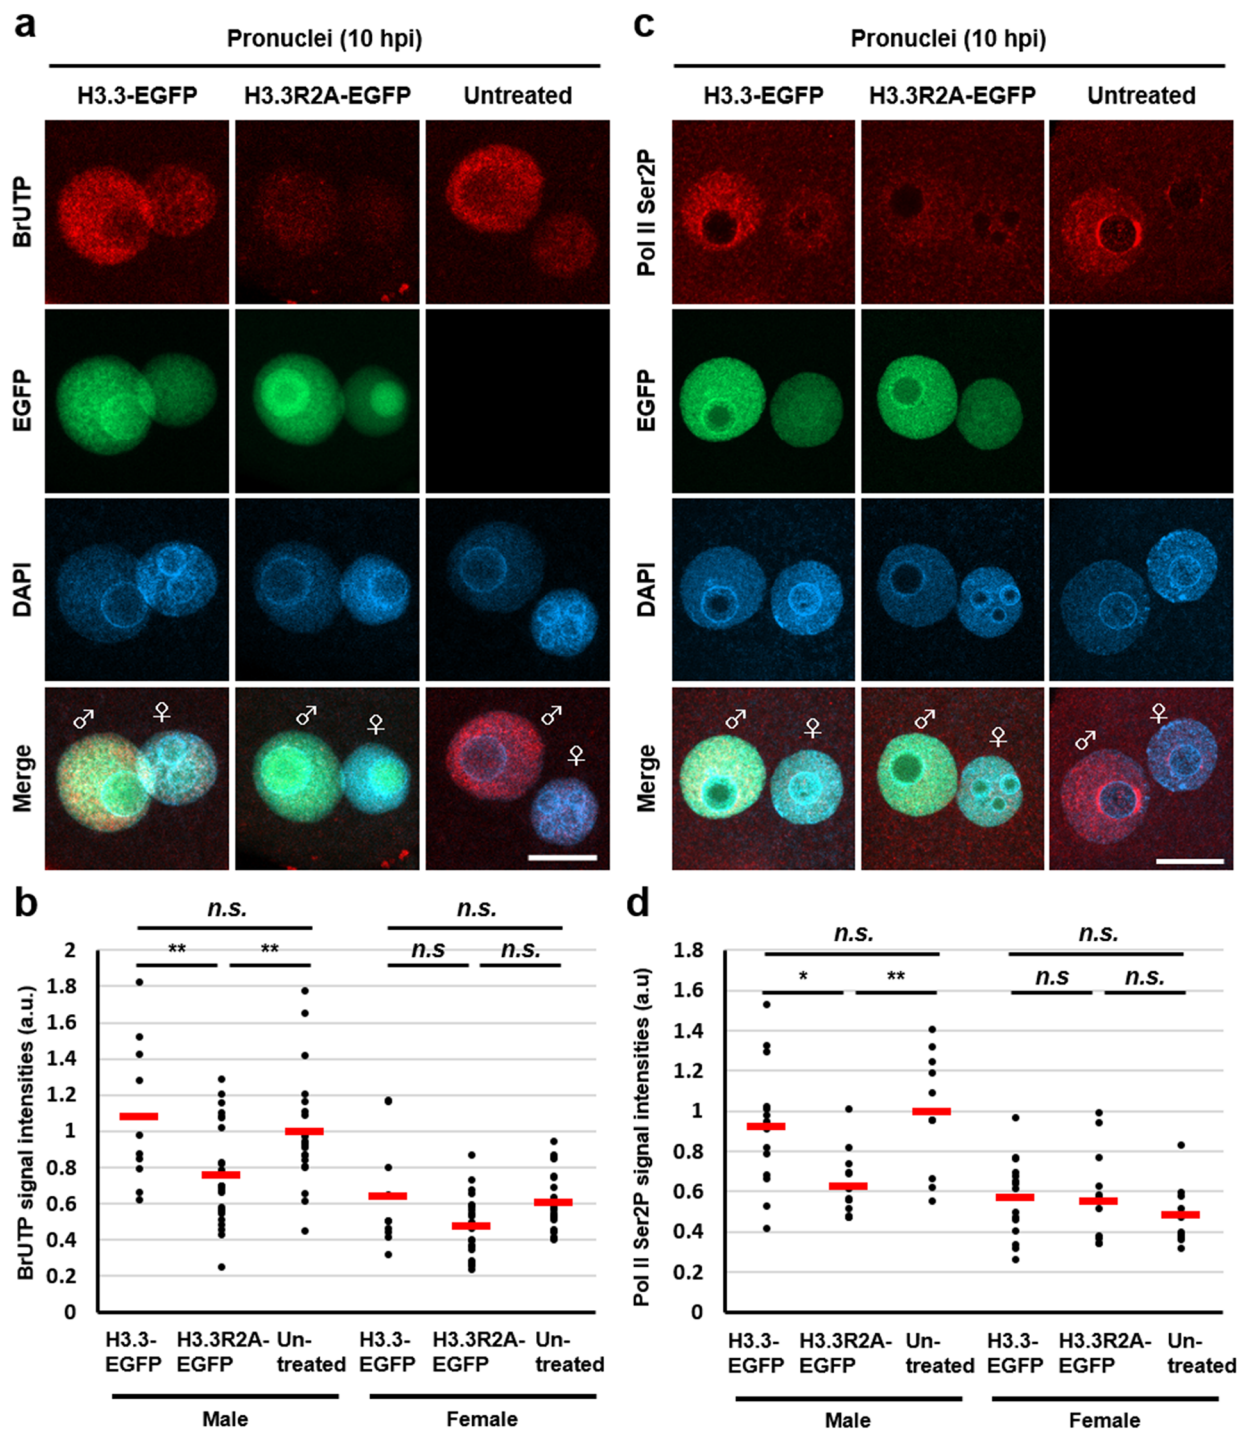 a
Pronuclei (10 hpi)
H3.3-EGFP H3.3R2A-EGFP Untreated
BrUTP
EGFP
DAPI
Merge
♂ ♀ ♂ ♀ ♂ ♀
c
Pronuclei (10 hpi)
H3.3-EGFP H3.3R2A-EGFP Untreated
Pol II Ser2P
EGFP
DAPI
Merge
♂ ♀ ♂ ♀ ♂ ♀
b
n.s. n.s.
** ** n.s n.s.
BrUTP signal intensities (a.u.)
2
1.8
1.6
1.4
1.2
1
0.8
0.6
0.4
0.2
0
H3.3- H3.3R2A- Un- H3.3- H3.3R2A- Un-
EGFP EGFP treated EGFP EGFP treated
Male Female
d
n.s. n.s.
* ** n.s n.s.
Pol II Ser2P signal intensities (a.u)
1.8
1.6
1.4
1.2
1
0.8
0.6
0.4
0.2
0
H3.3- H3.3R2A- Un- H3.3- H3.3R2A- Un-
EGFP EGFP treated EGFP EGFP treated
Male Female